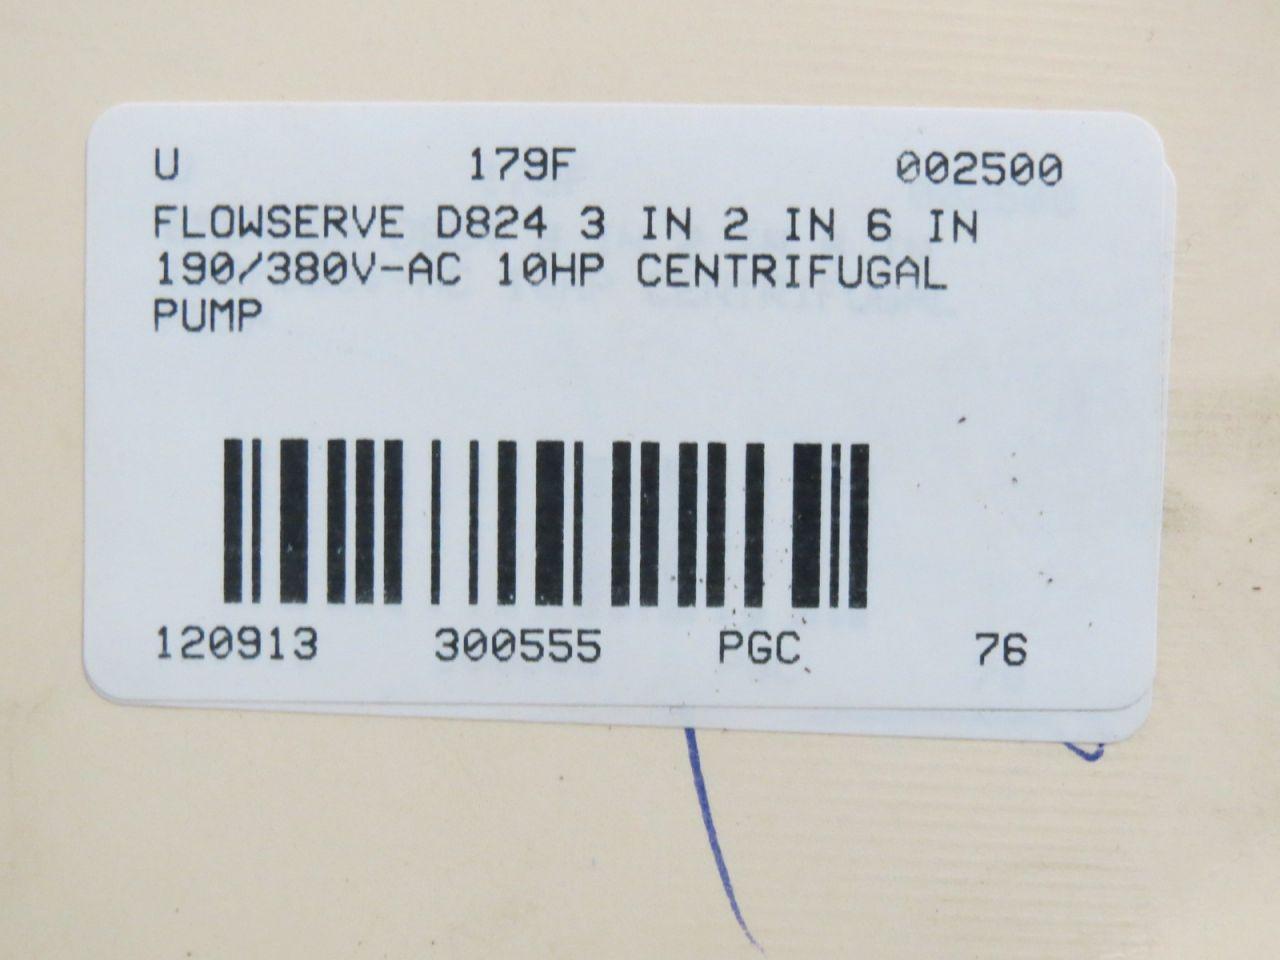 U 179F 002500
FLOWSERVE D824 3 IN 2 IN 6 IN
190/380V-AC 10HP CENTRIFUGAL
PUMP
120913 300555 PGC 76